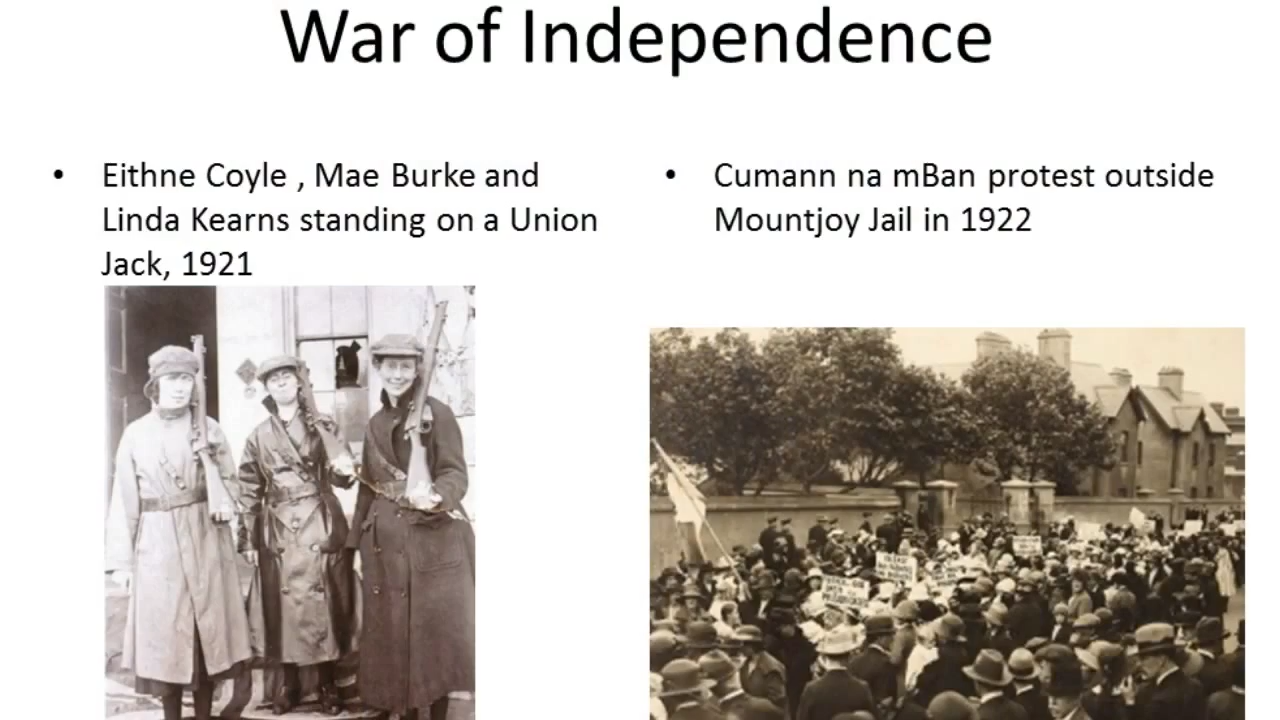 War of Independence
• Eithne Coyle , Mae Burke and
Linda Kearns standing on a Union
Jack, 1921
• Cumann na mBan protest outside
Mountjoy Jail in 1922